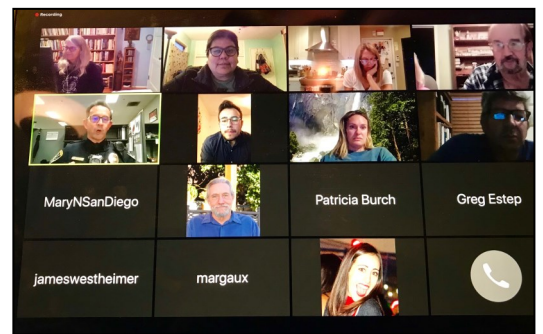 Recording
MaryNSanDiego
Patricia Burch
Greg Estep
jameswestheimer
margaux